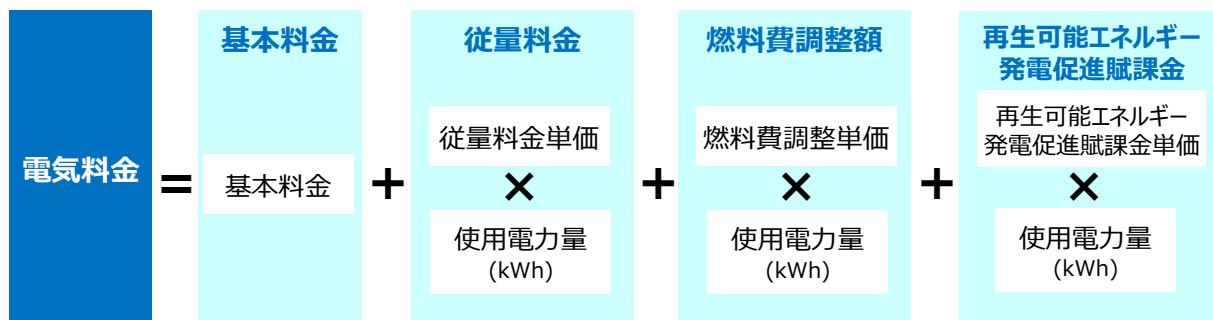 電気料金
=
基本料金
基本料金
+
従量料金
従量料金単価
×
使用電力量
(kWh)
+
燃料費調整額
燃料費調整単価
×
使用電力量
(kWh)
+
再生可能エネルギー
発電促進賦課金
再生可能エネルギー
発電促進賦課金単価
×
使用電力量
(kWh)